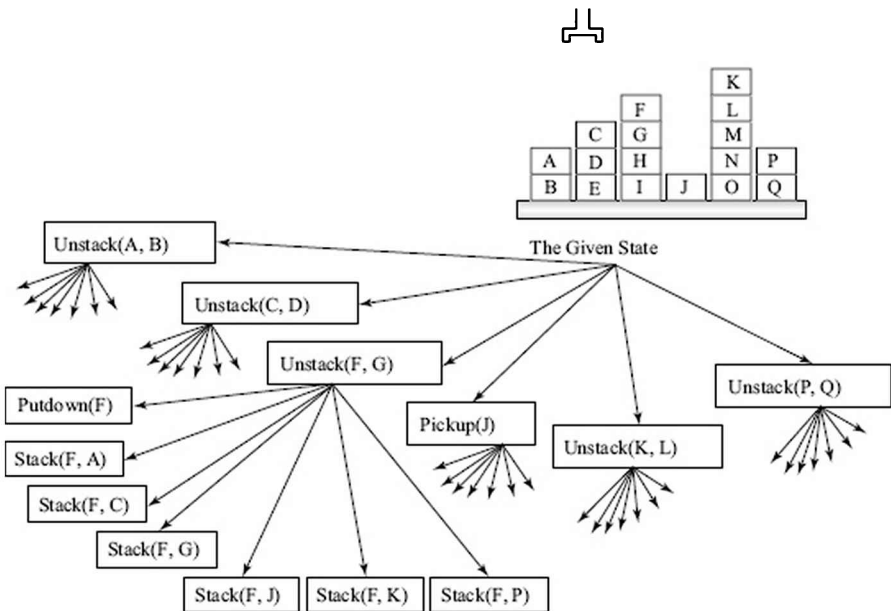 K
F
L
C
G
M
A
D
H
N
P
B
E
I
J
O
Q
The Given State
Unstack(A, B)
Unstack(C, D)
Unstack(F, G)
Unstack(P, Q)
Putdown(F)
Pickup(J)
Unstack(K, L)
Stack(F, A)
Stack(F, C)
Stack(F, G)
Stack(F, J)
Stack(F, K)
Stack(F, P)